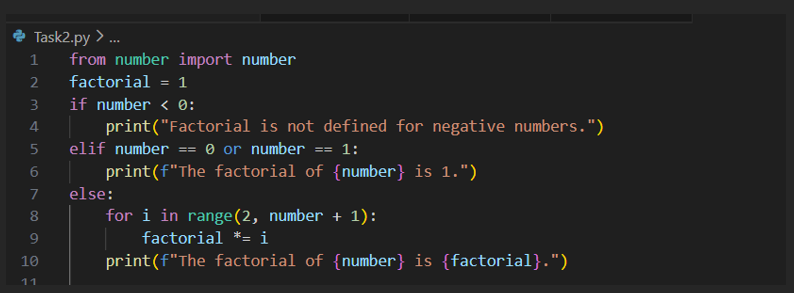 Task2.py > ...
1 from number import number
2 factorial = 1
3 if number < 0:
4     print("Factorial is not defined for negative numbers.")
5 elif number == 0 or number == 1:
6     print(f"The factorial of {number} is 1.")
7 else:
8     for i in range(2, number + 1):
9         factorial *= i
10     print(f"The factorial of {number} is {factorial}.")
11